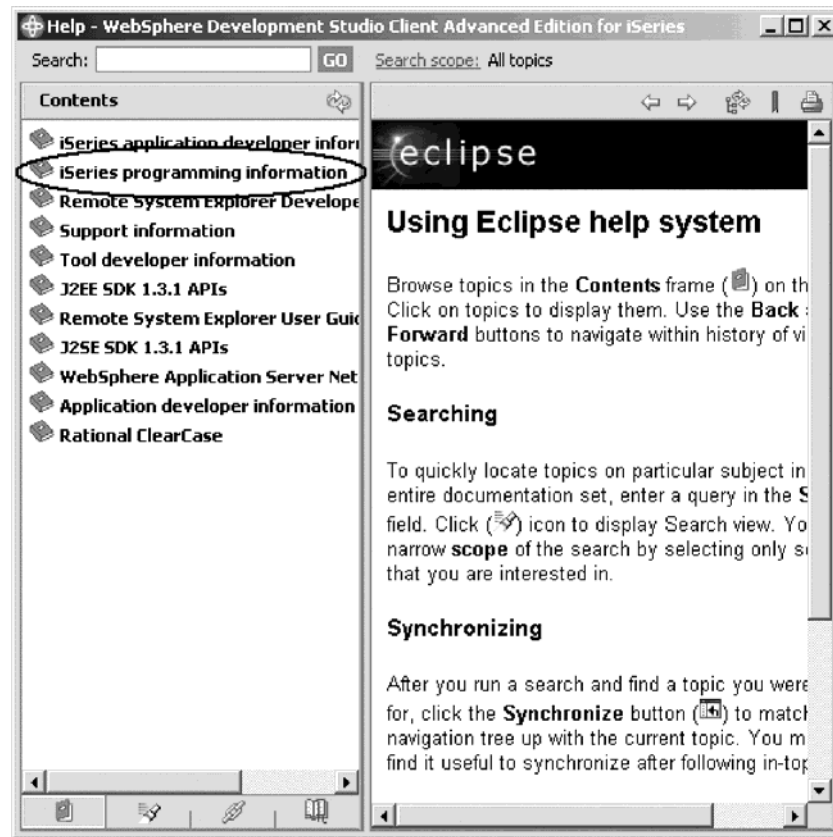 Help - WebSphere Development Studio Client Advanced Edition for iSeries
Search: GO Search scope: All topics
Contents
iSeries application developer infor
iSeries programming information
Remote System Explorer Develope
Support information
Tool developer information
J2EE SDK 1.3.1 APIs
Remote System Explorer User Guid
J2SE SDK 1.3.1 APIs
WebSphere Application Server Net
Application developer information
Rational ClearCase
eclipse
Using Eclipse help system
Browse topics in the Contents frame ( ) on th
Click on topics to display them. Use the Back
Forward buttons to navigate within history of vi
topics.
Searching
To quickly locate topics on particular subject in
entire documentation set, enter a query in the S
field. Click ( ) icon to display Search view. Yo
narrow scope of the search by selecting only s
that you are interested in.
Synchronizing
After you run a search and find a topic you were
for, click the Synchronize button ( ) to match
navigation tree up with the current topic. You m
find it useful to synchronize after following in-top